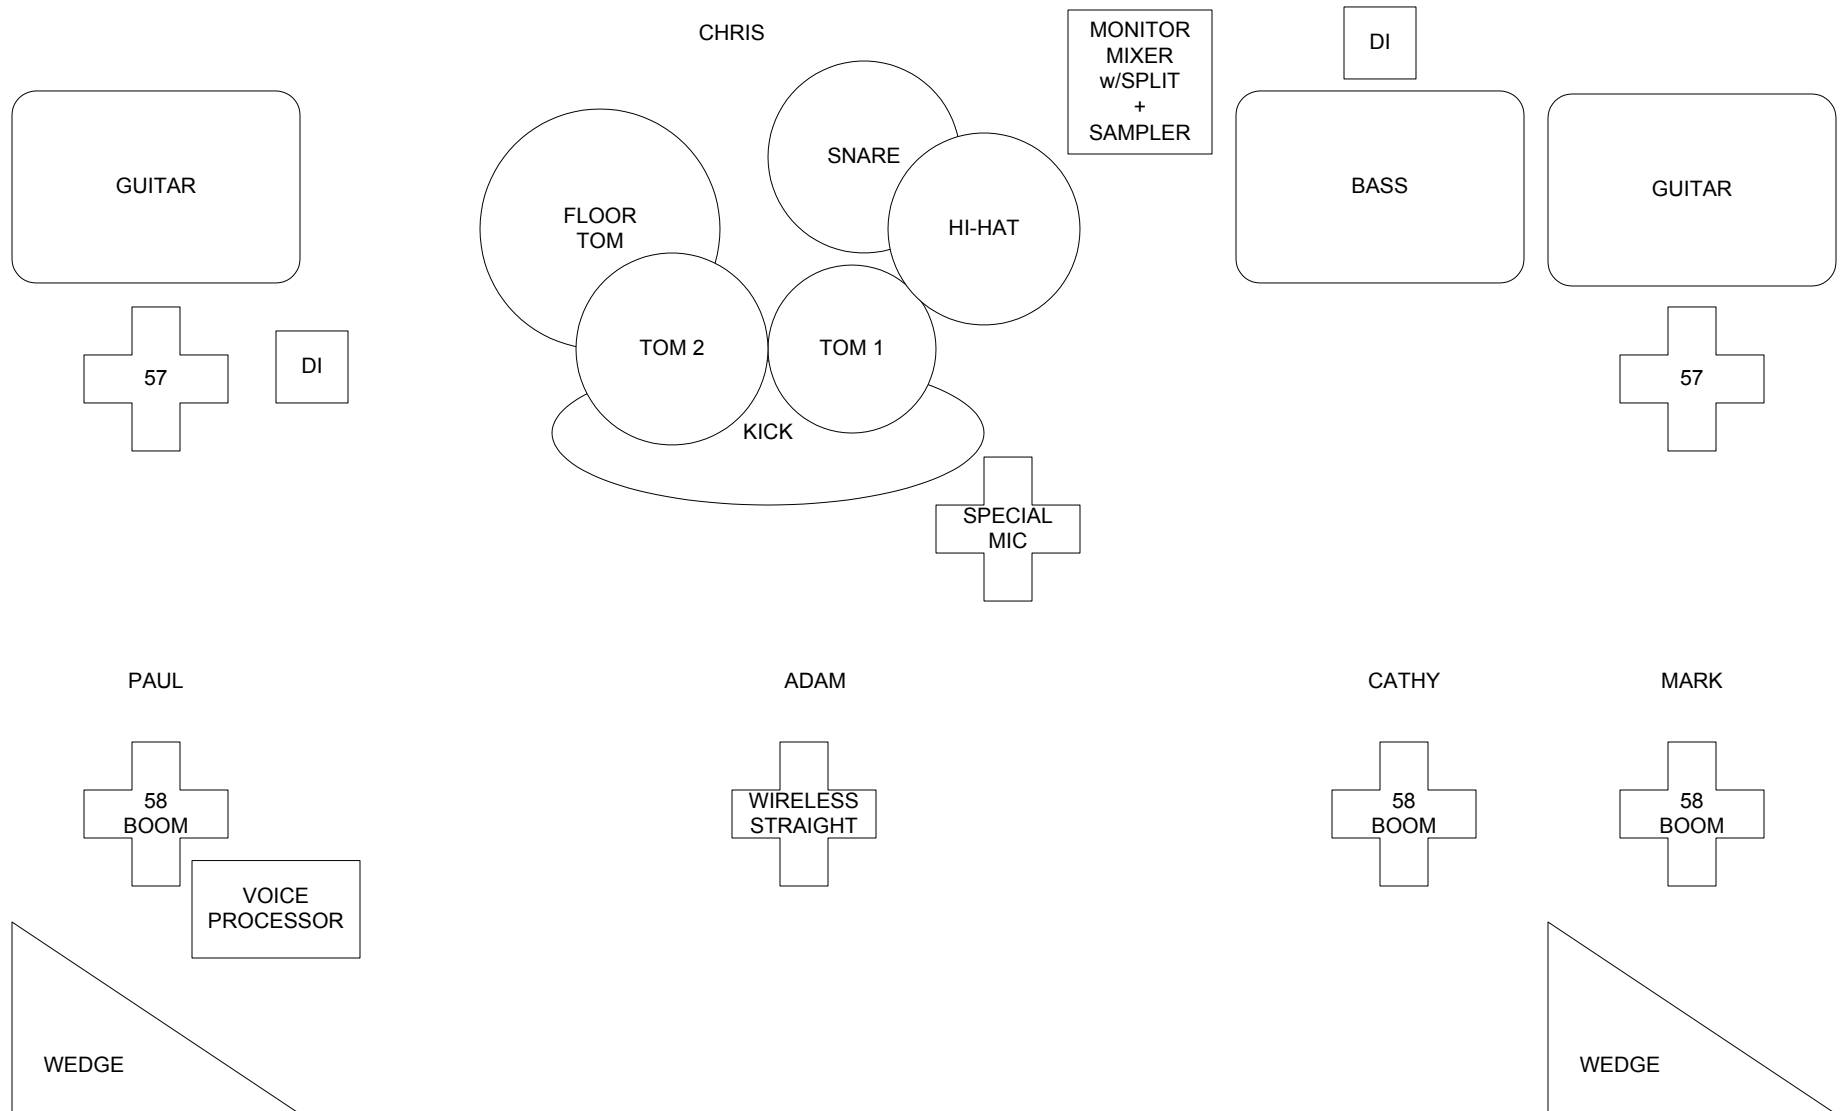 CHRIS
MONITOR
MIXER
w/SPLIT
+
SAMPLER
DI
GUITAR
FLOOR
TOM
SNARE
HI-HAT
BASS
GUITAR
57
DI
TOM 2
TOM 1
KICK
57
SPECIAL
MIC
PAUL
ADAM
CATHY
MARK
58
BOOM
WIRELESS
STRAIGHT
58
BOOM
58
BOOM
VOICE
PROCESSOR
WEDGE
WEDGE